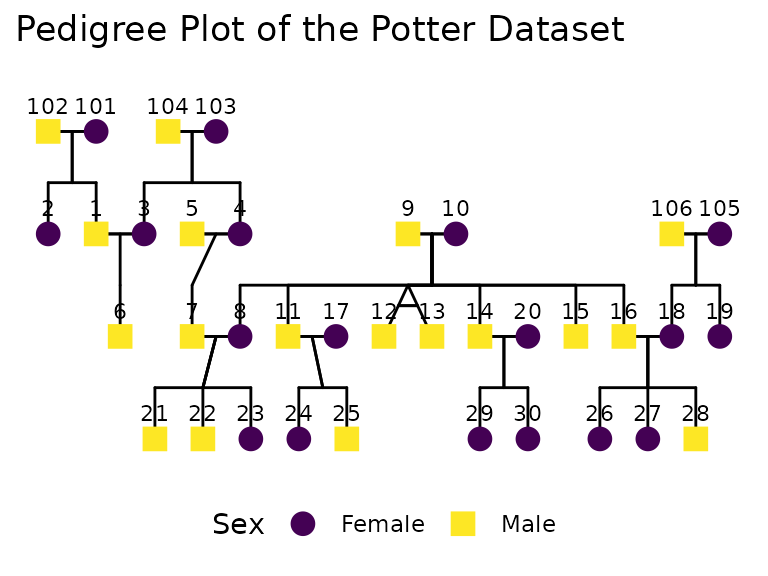 Pedigree Plot of the Potter Dataset
102 101 104 103
2 1 3 5 4 9 10 106 105
6 7 8 11 17 12 13 14 20 15 16 18 19
21 22 23 24 25 29 30 26 27 28
Sex Female Male